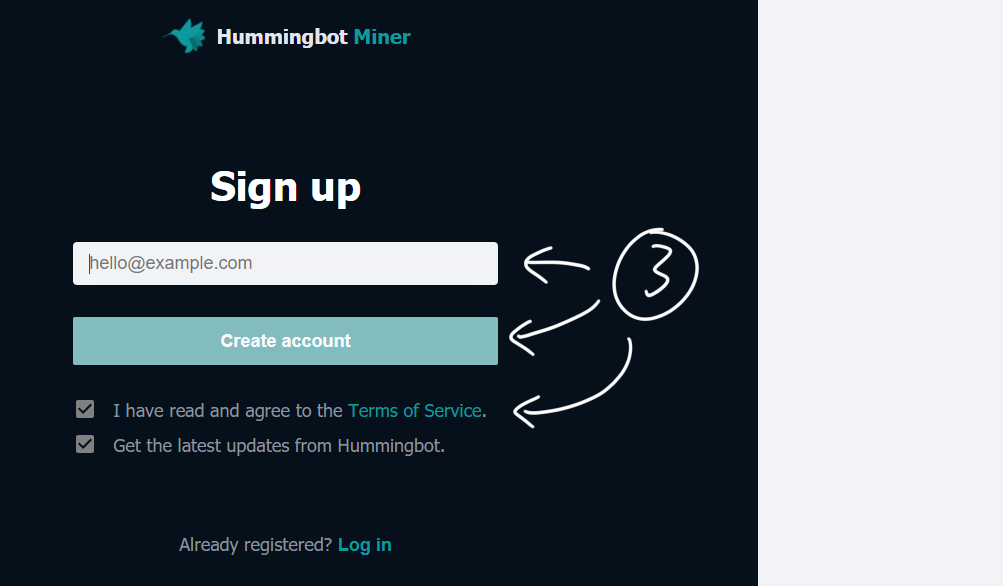 Hummingbot Miner
Sign up
hello@example.com
3
Create account
I have read and agree to the Terms of Service.
Get the latest updates from Hummingbot.
Already registered? Log in